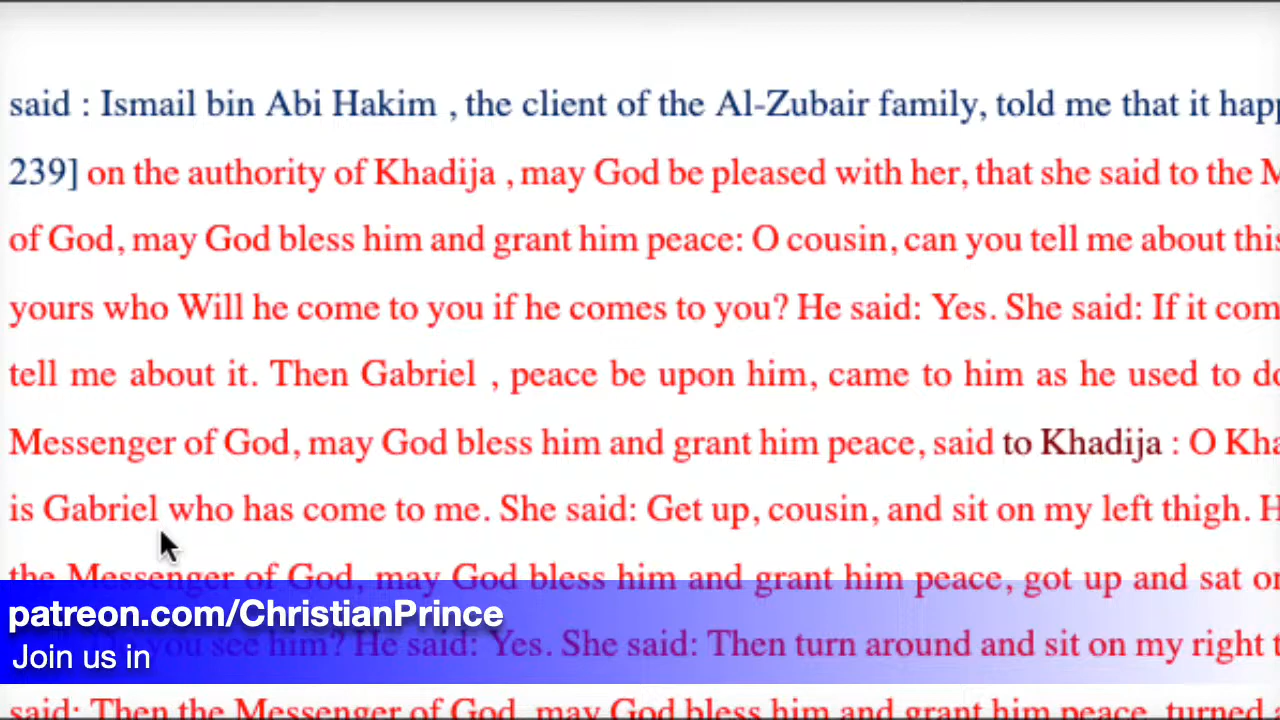 said : Ismail bin Abi Hakim , the client of the Al-Zubair family, told me that it
239] on the authority of Khadija , may God be pleased with her, that she said to the
of God, may God bless him and grant him peace: O cousin, can you tell me about
yours who Will he come to you if he comes to you? He said: Yes. She said: If it
tell me about it. Then Gabriel , peace be upon him, came to him as he used to
Messenger of God, may God bless him and grant him peace, said to Khadija : O
is Gabriel who has come to me. She said: Get up, cousin, and sit on my left thigh.
the Messenger of God, may God bless him and grant him peace, got up and sat
patreon.com/ChristianPrince
you see him? He said: Yes. She said: Then turn around and sit on my right
Join us in
said: Then the Messenger of God, may God bless him and grant him peace, turned